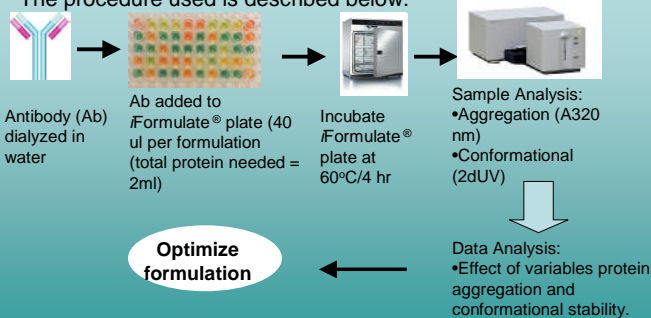 The procedure used is described below:
Antibody (Ab)
dialyzed in
water
Ab added to
iFormulate ® plate (40
ul per formulation
(total protein needed =
2ml)
Incubate
iFormulate ®
plate at
60°C/4 hr
Sample Analysis:
•Aggregation (A320
nm)
•Conformational
(2dUV)
Data Analysis:
•Effect of variables protein
aggregation and
conformational stability.
Optimize
formulation